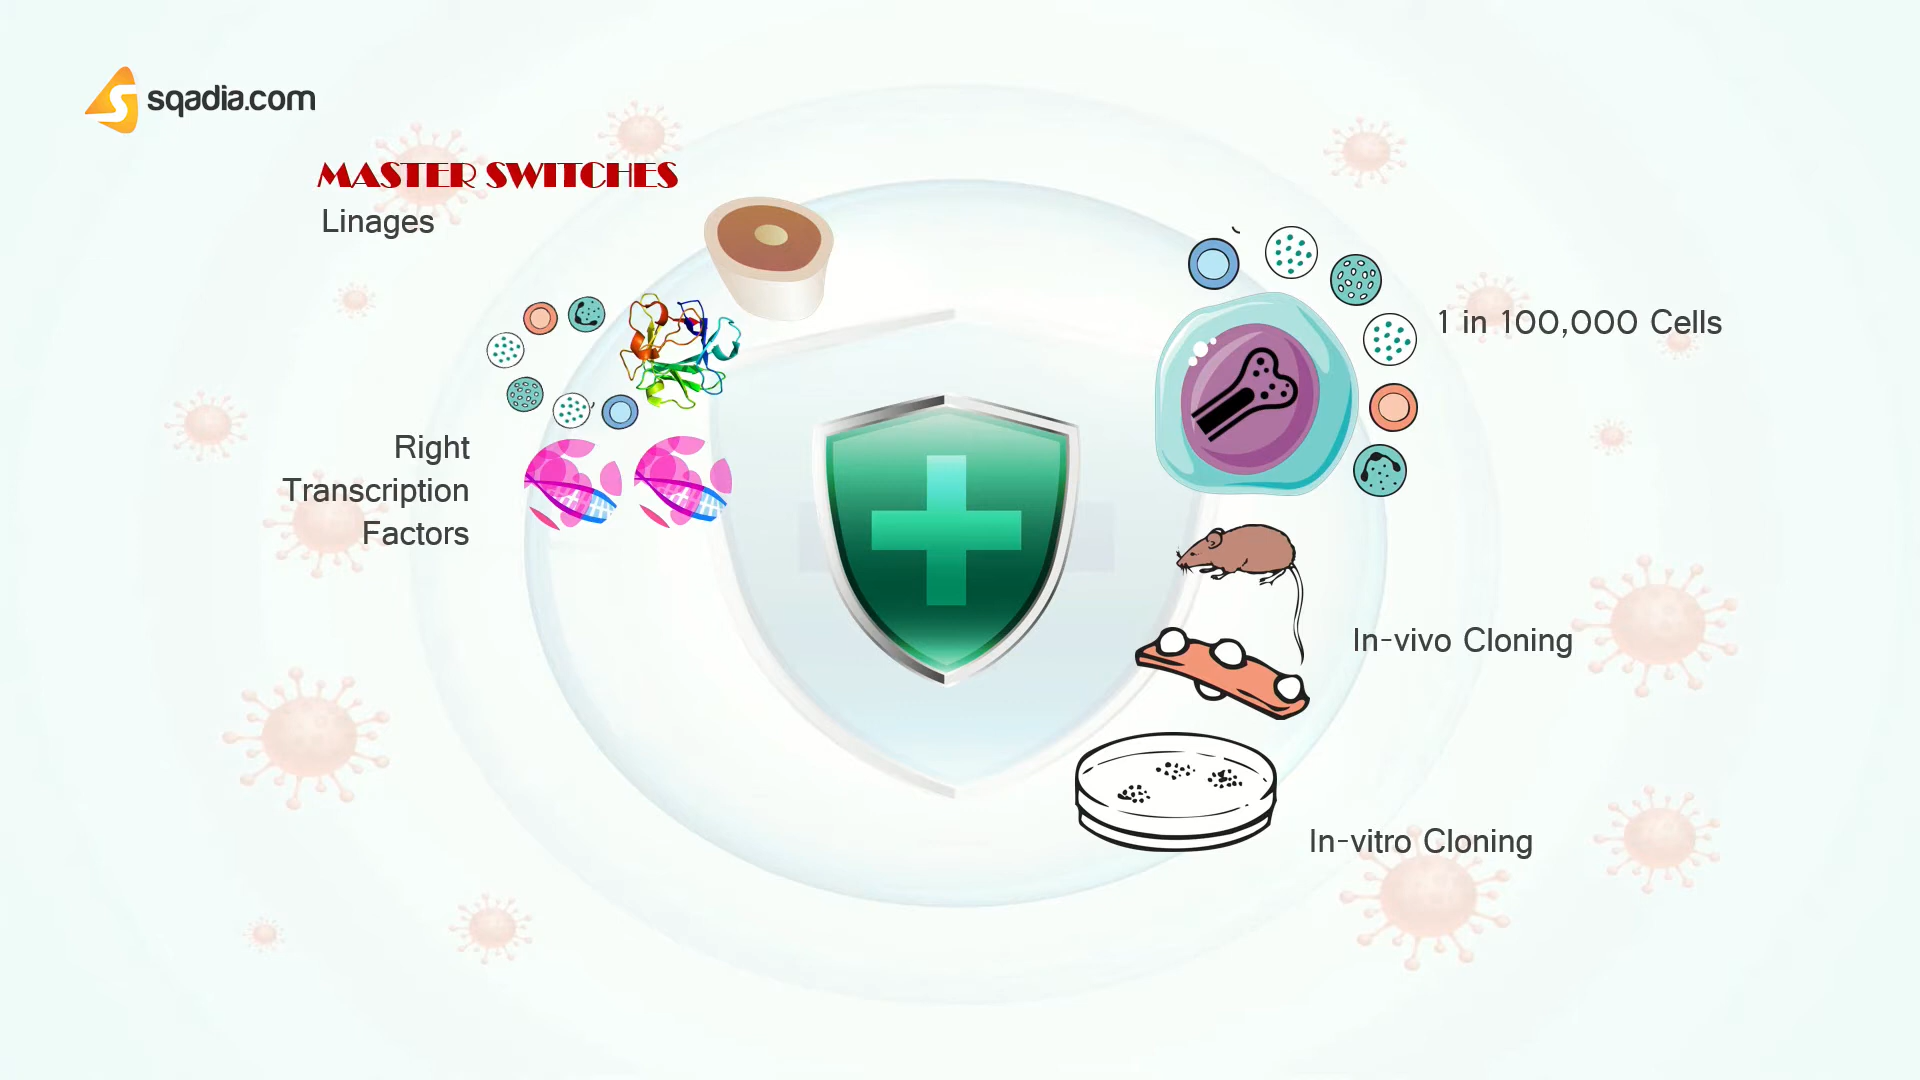 sqadia.com
MASTER SWITCHES
Linages
1 in 100,000 Cells
Right
Transcription
Factors
In-vivo Cloning
In-vitro Cloning